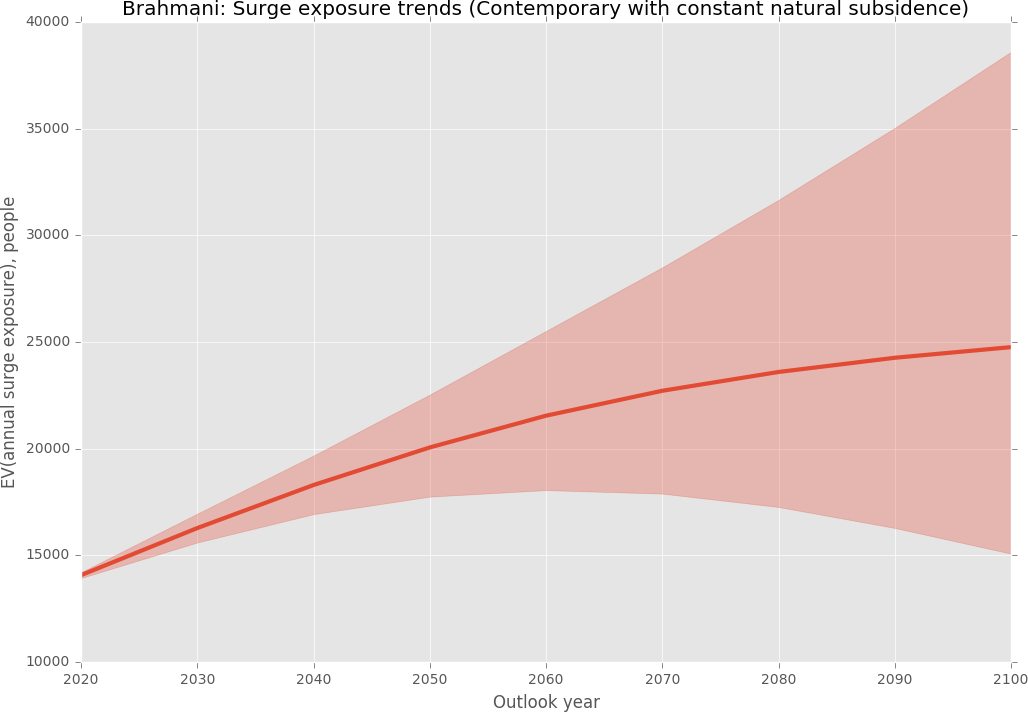 Brahmani: Surge exposure trends (Contemporary with constant natural subsidence)
EV(annual surge exposure), people
40000
35000
30000
25000
20000
15000
10000
2020 2030 2040 2050 2060 2070 2080 2090 2100
Outlook year